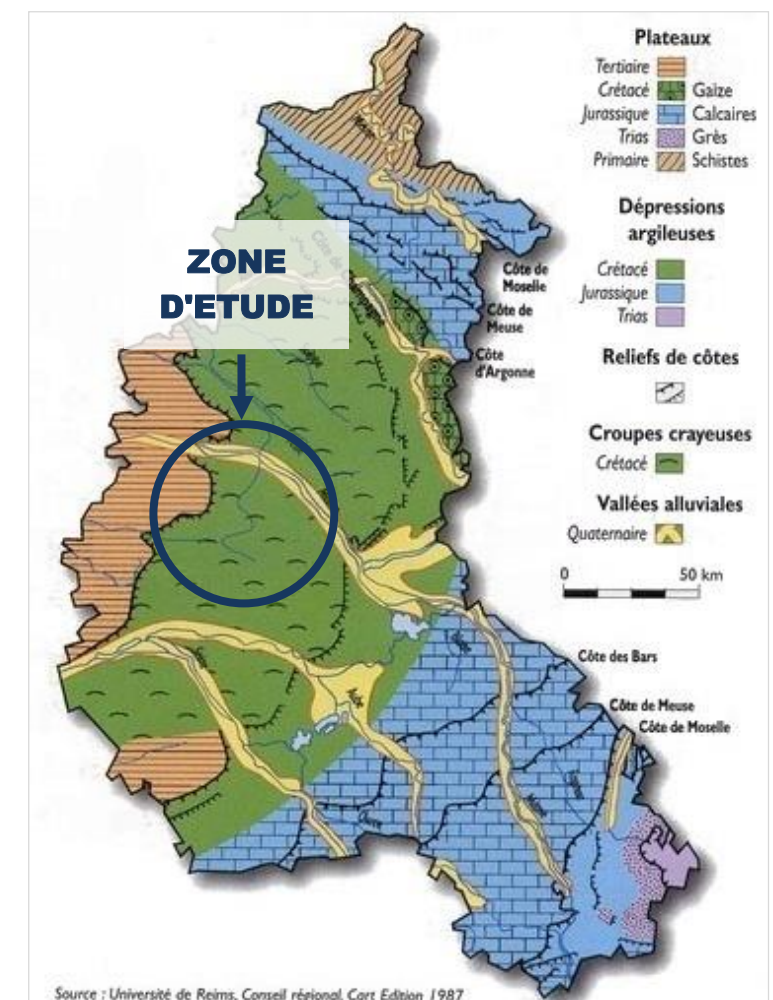 Plateaux
Tertiaire
Crétacé Gaize
Jurassique Calcaires
Trias Grès
Primaire Schistes
Dépressions
argileuses
Crétacé
Jurassique
Trias
Reliefs de côtes
Croupes crayeuses
Crétacé
Vallées alluviales
Quaternaire
0 50 km
ZONE
D'ETUDE
Côte de
Moselle
Côte de
Meuse
Côte
d'Argonne
Côte des Bars
Côte de Meuse
Côte de Moselle
Aube
Source : Université de Reims, Conseil régional, Cart Edition 1987